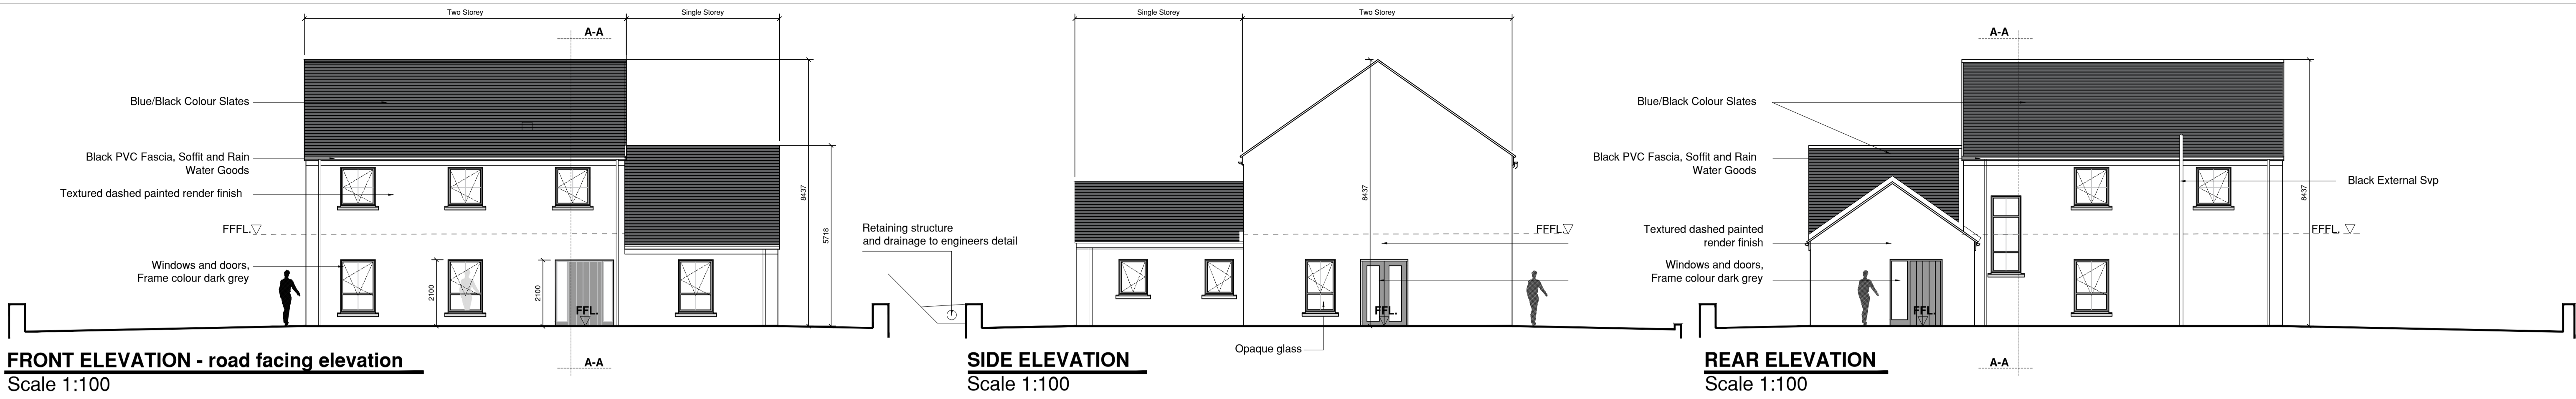 Two Storey
Single Storey
A-A
Blue/Black Colour Slates
Black PVC Fascia, Soffit and Rain
Water Goods
Textured dashed painted render finish
FFFL.
Windows and doors,
Frame colour dark grey
2100
2100
FFL.
8437
5718
A-A
FRONT ELEVATION - road facing elevation
Scale 1:100
Single Storey
Two Storey
Retaining structure
and drainage to engineers detail
8437
FFFL.
FFL.
Opaque glass
SIDE ELEVATION
Scale 1:100
A-A
Blue/Black Colour Slates
Black PVC Fascia, Soffit and Rain
Water Goods
Black External Svp
Textured dashed painted
render finish
FFFL.
Windows and doors,
Frame colour dark grey
FFL.
8437
A-A
REAR ELEVATION
Scale 1:100